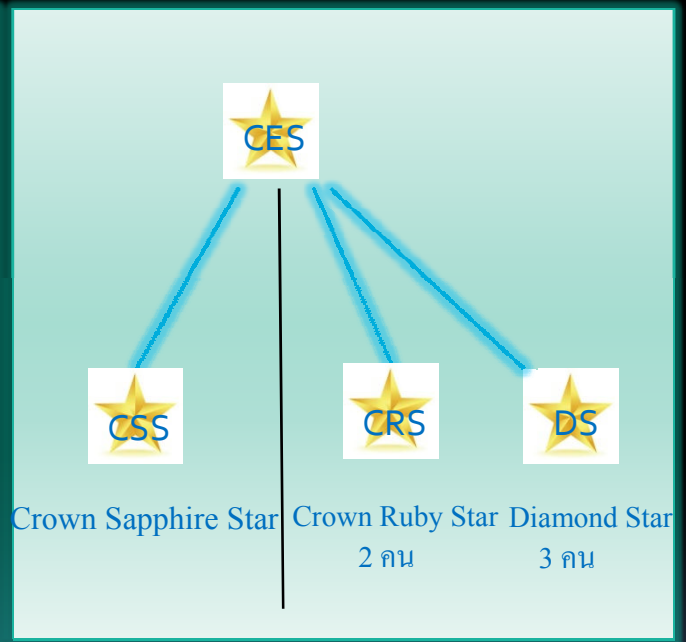 CES
CSS
CRS
DS
Crown Sapphire Star
Crown Ruby Star
2 คน
Diamond Star
3 คน